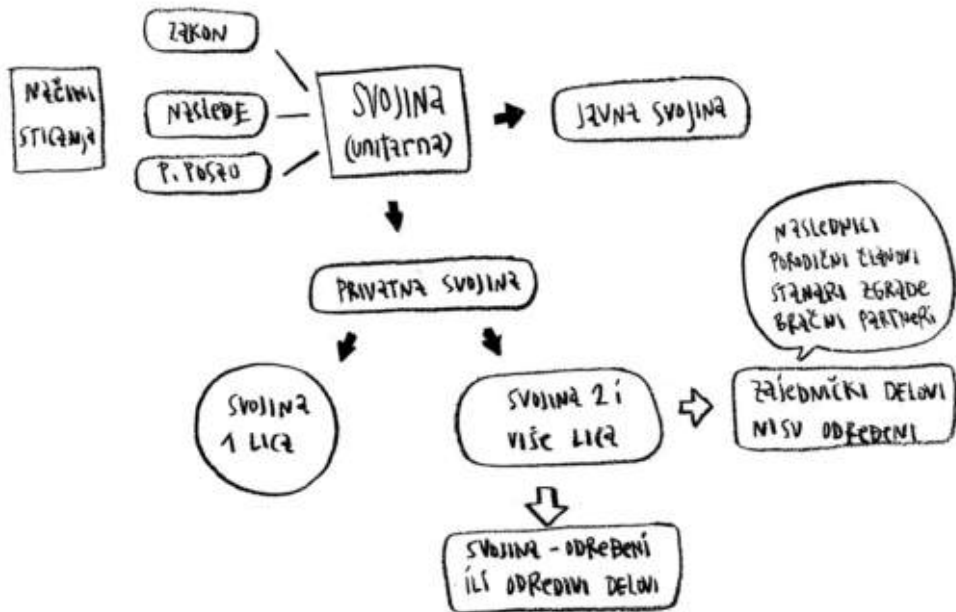 NAČINI
STICANJA
ZAKON
NASLEĐE
P. POSAO
SVOJINA
(unitarna)
JAVNA SVOJINA
PRIVATNA SVOJINA
NASLEDNICI
PORODIČNI ČLANOVI
STANARI ZGRADE
BRAČNI PARTNERI
SVOJINA
1 LICA
SVOJINA 2 i
VIŠE LICA
ZAJEDNIČKI DELOVI
NISU ODREĐENI
SVOJINA - ODREĐENI
ILI ODREDIVI DELOVI